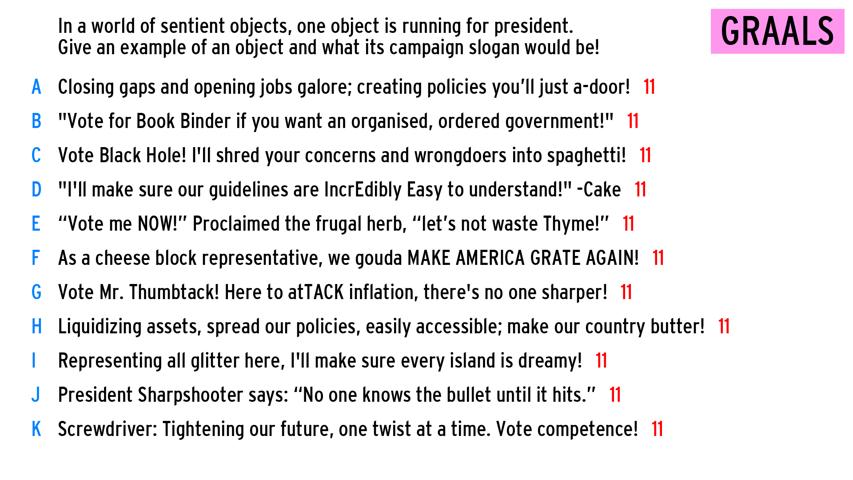 In a world of sentient objects, one object is running for president.
Give an example of an object and what its campaign slogan would be!
GRAALS
A Closing gaps and opening jobs galore; creating policies you’ll just a-door! 11
B "Vote for Book Binder if you want an organised, ordered government!" 11
C Vote Black Hole! I'll shred your concerns and wrongdoers into spaghetti! 11
D "I'll make sure our guidelines are IncrEdibly Easy to understand!" -Cake 11
E “Vote me NOW!” Proclaimed the frugal herb, “let’s not waste Thyme!” 11
F As a cheese block representative, we gouda MAKE AMERICA GRATE AGAIN! 11
G Vote Mr. Thumbtack! Here to atTACK inflation, there's no one sharper! 11
H Liquidizing assets, spread our policies, easily accessible; make our country butter! 11
I Representing all glitter here, I'll make sure every island is dreamy! 11
J President Sharpshooter says: “No one knows the bullet until it hits.” 11
K Screwdriver: Tightening our future, one twist at a time. Vote competence! 11